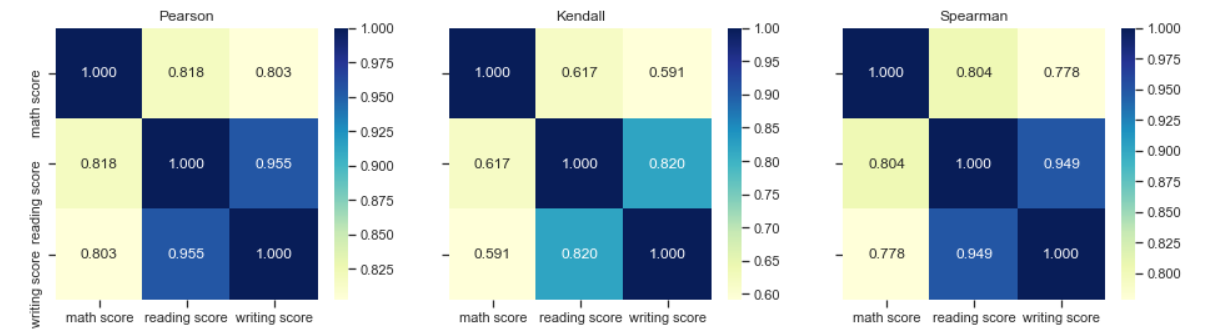 Pearson
1.000 0.818 0.803
0.818 1.000 0.955
0.803 0.955 1.000
math score
reading score
writing score
math score reading score writing score
1.000
0.975
0.950
0.925
0.900
0.875
0.850
0.825
Kendall
1.000 0.617 0.591
0.617 1.000 0.820
0.591 0.820 1.000
math score reading score writing score
1.00
0.95
0.90
0.85
0.80
0.75
0.70
0.65
0.60
Spearman
1.000 0.804 0.778
0.804 1.000 0.949
0.778 0.949 1.000
math score reading score writing score
1.000
0.975
0.950
0.925
0.900
0.875
0.850
0.825
0.800